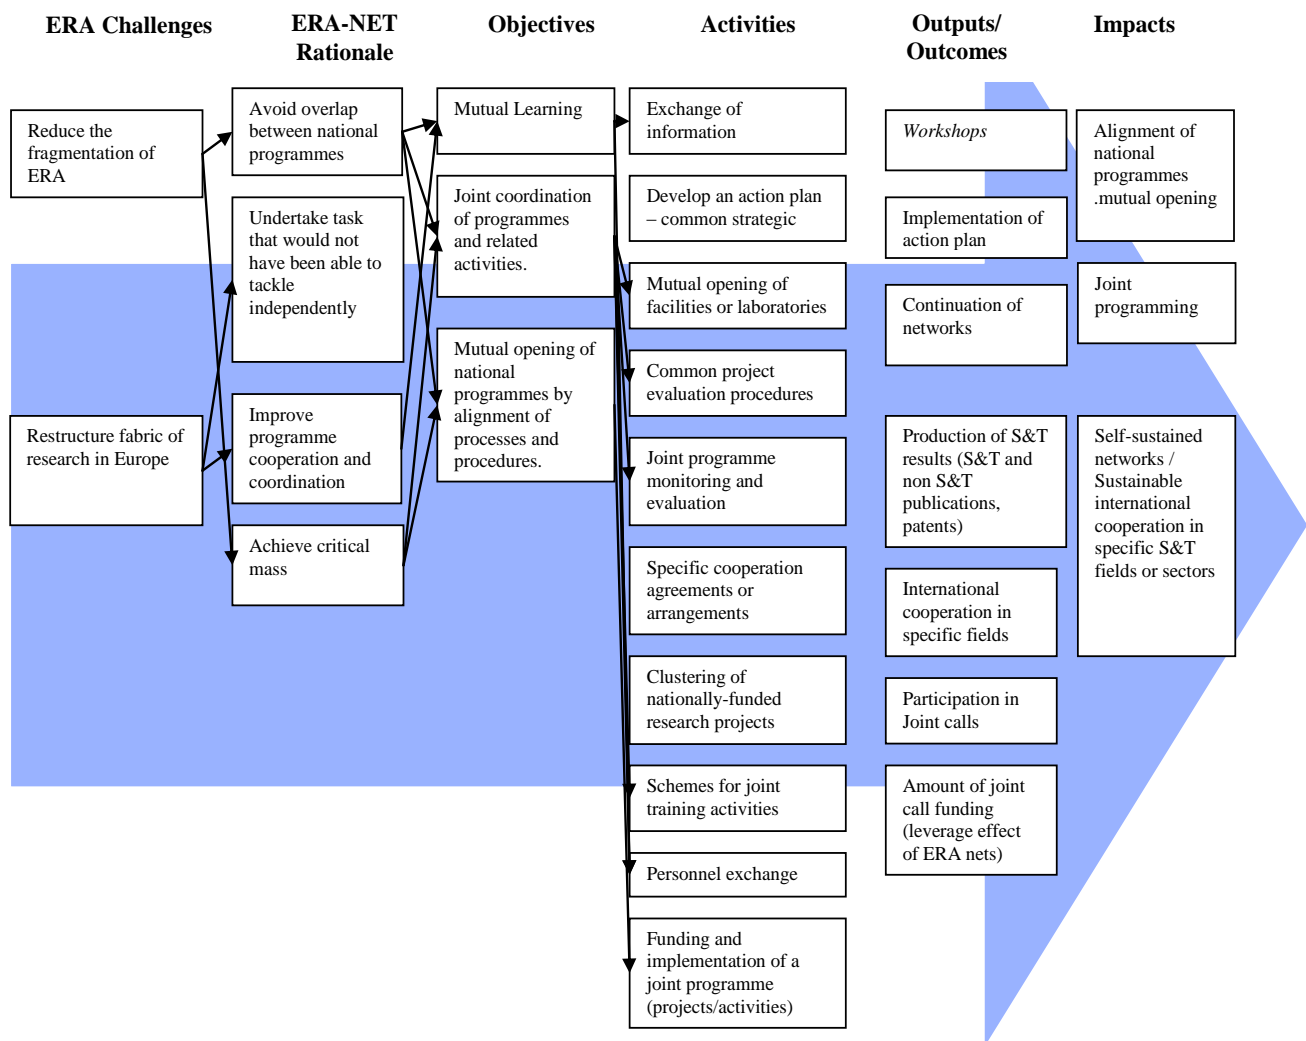 ERA Challenges
ERA-NET
Rationale
Objectives
Activities
Outputs/
Outcomes
Impacts
Reduce the
fragmentation of
ERA
Restructure fabric of
research in Europe
Avoid overlap
between national
programmes
Undertake task
that would not
have been able to
tackle
independently
Improve
programme
cooperation and
coordination
Achieve critical
mass
Mutual Learning
Joint coordination
of programmes
and related
activities.
Mutual opening of
national
programmes by
alignment of
processes and
procedures.
Exchange of
information
Develop an action plan
– common strategic
Mutual opening of
facilities or laboratories
Common project
evaluation procedures
Joint programme
monitoring and
evaluation
Specific cooperation
agreements or
arrangements
Clustering of
nationally-funded
research projects
Schemes for joint
training activities
Personnel exchange
Funding and
implementation of a
joint programme
(projects/activities)
Workshops
Implementation of
action plan
Continuation of
networks
Production of S&T
results (S&T and
non S&T
publications,
patents)
International
cooperation in
specific fields
Participation in
Joint calls
Amount of joint
call funding
(leverage effect
of ERA nets)
Alignment of
national
programmes
.mutual opening
Joint
programming
Self-sustained
networks /
Sustainable
international
cooperation in
specific S&T
fields or sectors